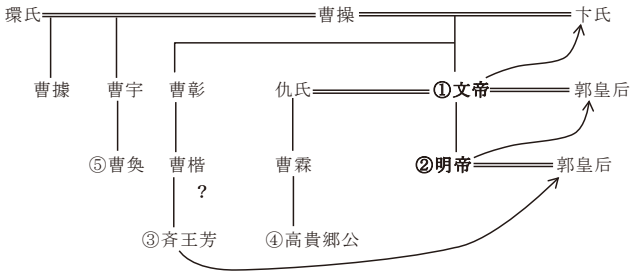 環氏 曹操 卞氏
曹據 曹宇 曹彰 仇氏 ①文帝 郭皇后
⑤曹奐 曹楷 曹霖 ②明帝 郭皇后
?
③斉王芳 ④高貴郷公